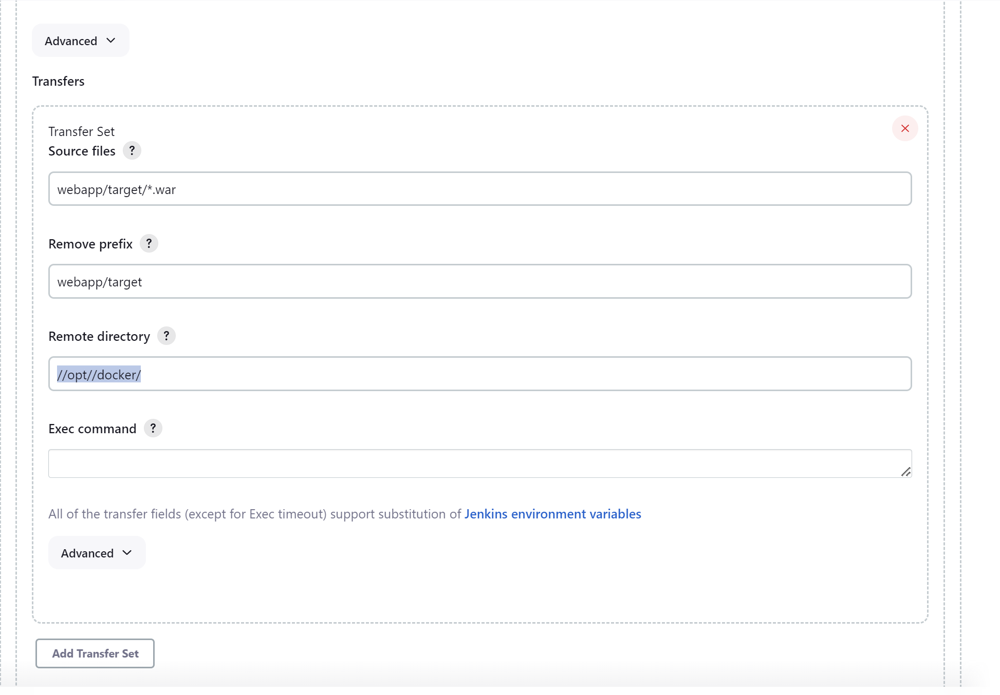 Advanced
Transfers
Transfer Set
Source files ?
webapp/target/*.war
Remove prefix ?
webapp/target
Remote directory ?
//opt//docker/
Exec command ?
All of the transfer fields (except for Exec timeout) support substitution of Jenkins environment variables
Advanced
Add Transfer Set